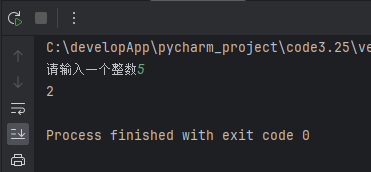 C:\developApp\pycharm_project\code3.25\ve
请输入一个整数5
2
Process finished with exit code 0